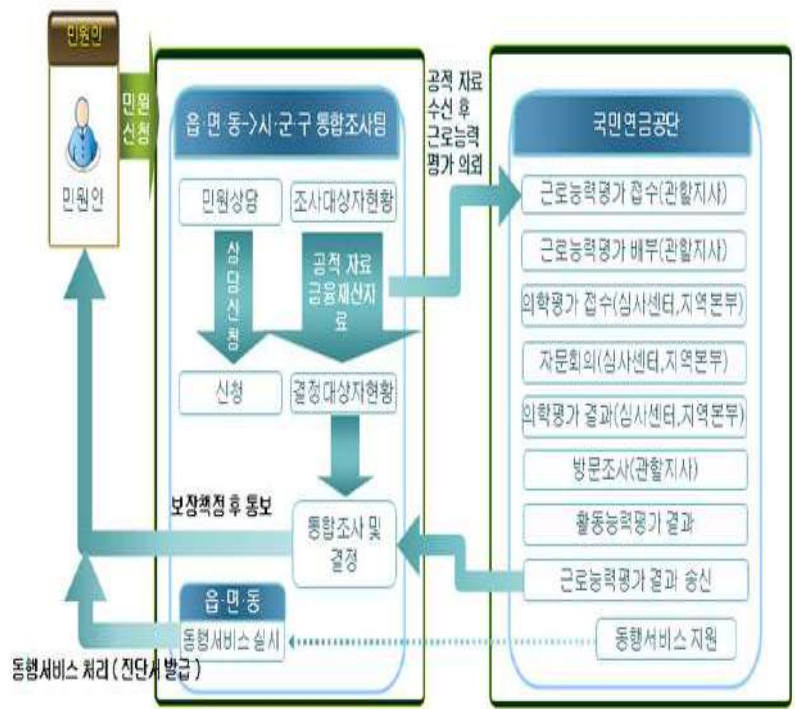 민원인
민원인
민원
신청
읍·면 동->시·군 구 통합조사팀
민원상담
조사대상자현황
상담신청
공적 자료
금융재산자
료
신청
결정대상자현황
보장책정 후 통보
통합조사 및
결정
읍·면·동
동행서비스 실시
동행서비스 처리 ( 진단서 발급 )
공적 자료
수신 후
근로능력
평가 의뢰
국민연금공단
근로능력평가 접수(관할지사)
근로능력평가 배부(관할지사)
의학평가 접수(심사센터,지역본부)
자문회의(심사센터,지역본부)
의학평가 결과(심사센터,지역본부)
방문조사(관할지사)
활동능력평가 결과
근로능력평가 결과 송신
동행서비스 지원